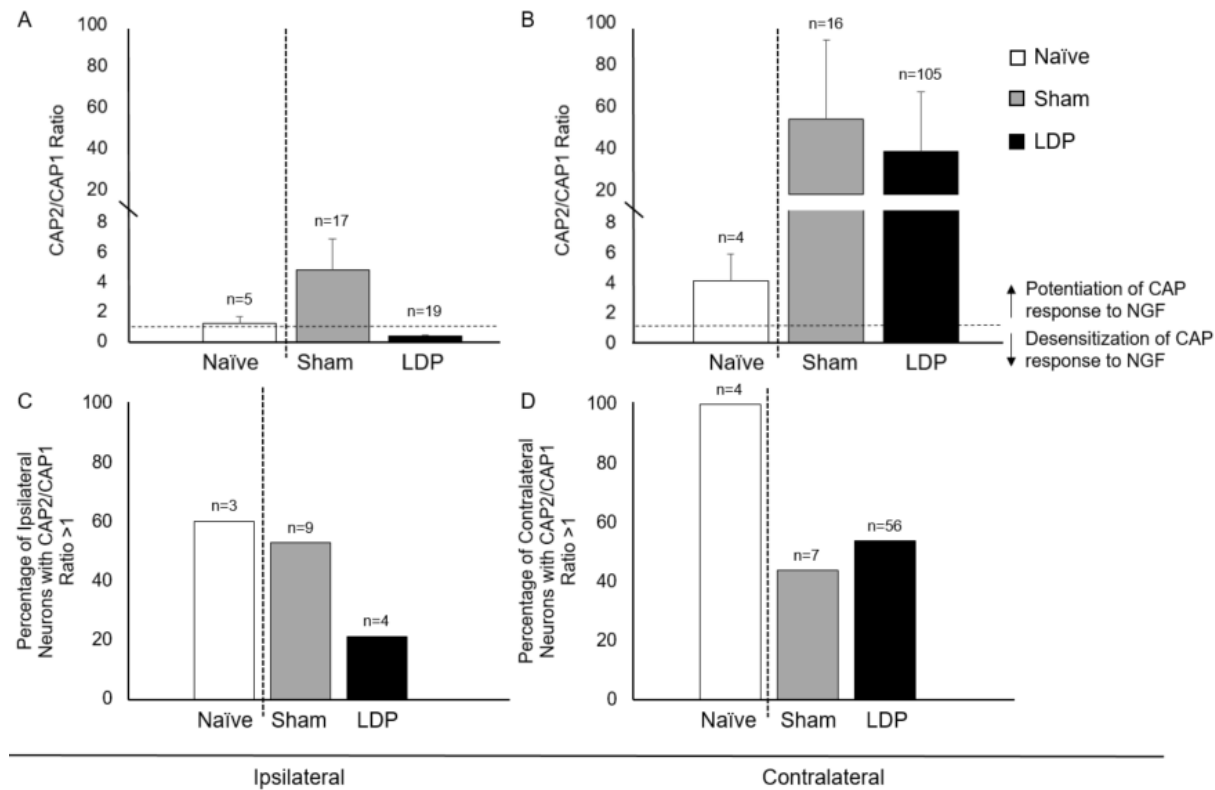 A
CAP2/CAP1 Ratio
100
80
60
40
20
8
6
4
2
0
n=5
n=17
n=19
Naïve Sham LDP
B
CAP2/CAP1 Ratio
100
80
60
40
20
8
6
4
2
0
n=4
n=16
n=105
Naïve Sham LDP
Naïve
Sham
LDP
Potentiation of CAP
response to NGF
Desensitization of CAP
response to NGF
C
Percentage of Ipsilateral
Neurons with CAP2/CAP1
Ratio >1
100
80
60
40
20
0
n=3
n=9
n=4
Naïve Sham LDP
D
Percentage of Contralateral
Neurons with CAP2/CAP1
Ratio >1
100
80
60
40
20
0
n=4
n=7
n=56
Naïve Sham LDP
Ipsilateral
Contralateral